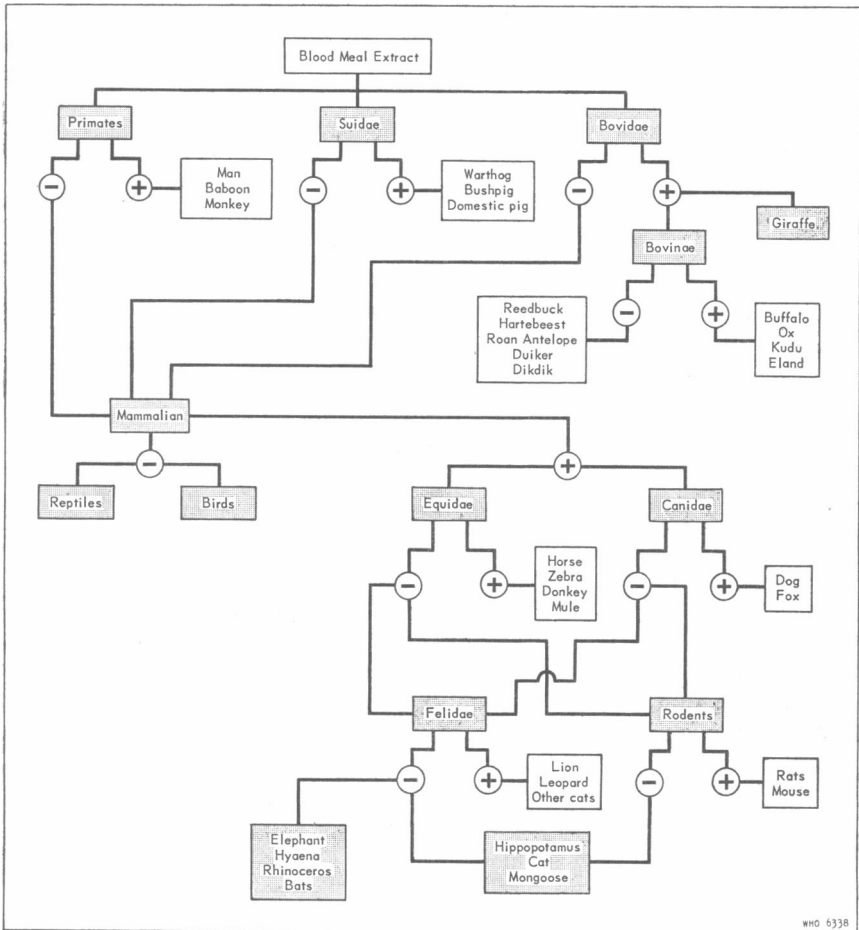 Blood Meal Extract
Primates
Suidae
Bovidae
−
+
Man
Baboon
Monkey
−
+
Warthog
Bushpig
Domestic pig
−
+
Giraffe
Bovinae
−
+
Reedbuck
Hartebeest
Roan Antelope
Duiker
Dikdik
Buffalo
Ox
Kudu
Eland
Mammalian
−
+
Reptiles
Birds
Equidae
Canidae
−
+
Horse
Zebra
Donkey
Mule
−
+
Dog
Fox
Felidae
Rodents
−
+
Lion
Leopard
Other cats
−
+
Rats
Mouse
Elephant
Hyaena
Rhinoceros
Bats
Hippopotamus
Cat
Mongoose
WHO 6338